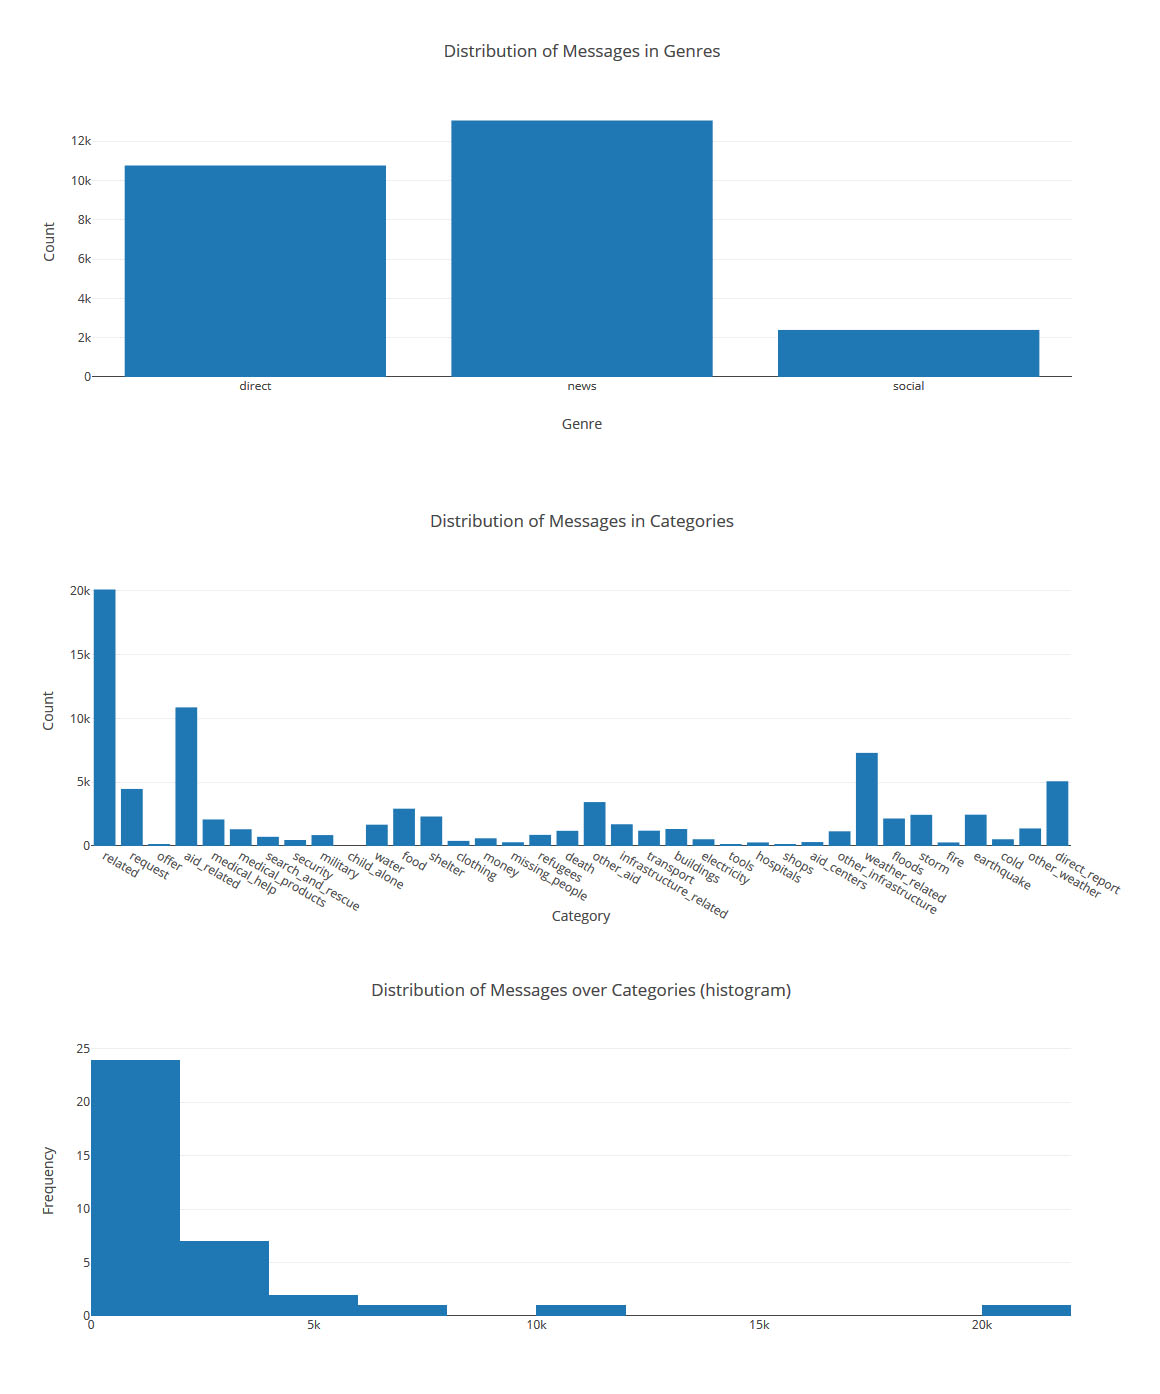 Distribution of Messages in Genres
12k
10k
8k
6k
4k
2k
0
Count
direct
news
social
Genre
Distribution of Messages in Categories
20k
15k
10k
5k
0
Count
related
request
offer
aid_related
medical_help
medical_products
search_and_rescue
security
military
child_alone
water
food
shelter
clothing
money
missing_people
refugees
death
other_aid
infrastructure_related
transport
buildings
electricity
tools
hospitals
shops
aid_centers
other_infrastructure
weather_related
floods
storm
fire
earthquake
cold
other_weather
direct_report
Category
Distribution of Messages over Categories (histogram)
25
20
15
10
5
0
Frequency
0
5k
10k
15k
20k